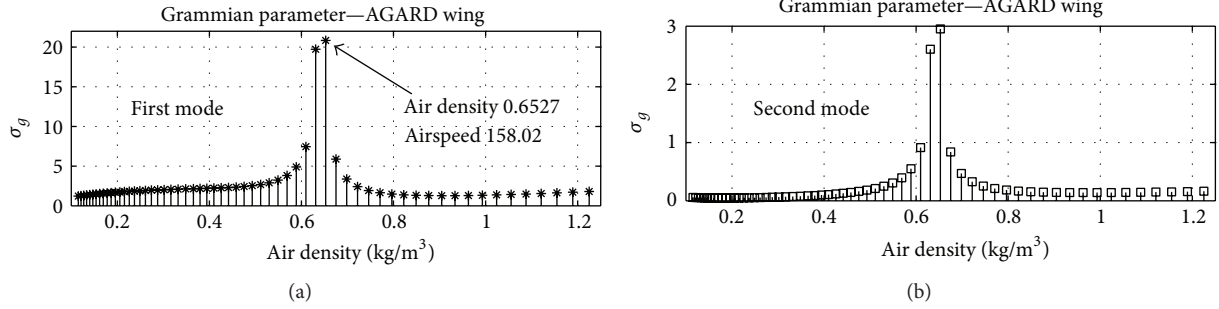 Grammian parameter—AGARD wing
20
15
10
5
0
σg
First mode
Air density 0.6527
Airspeed 158.02
0.2 0.4 0.6 0.8 1 1.2
Air density (kg/m³)
(a)
Grammian parameter—AGARD wing
3
2
1
0
σg
Second mode
0.2 0.4 0.6 0.8 1 1.2
Air density (kg/m³)
(b)